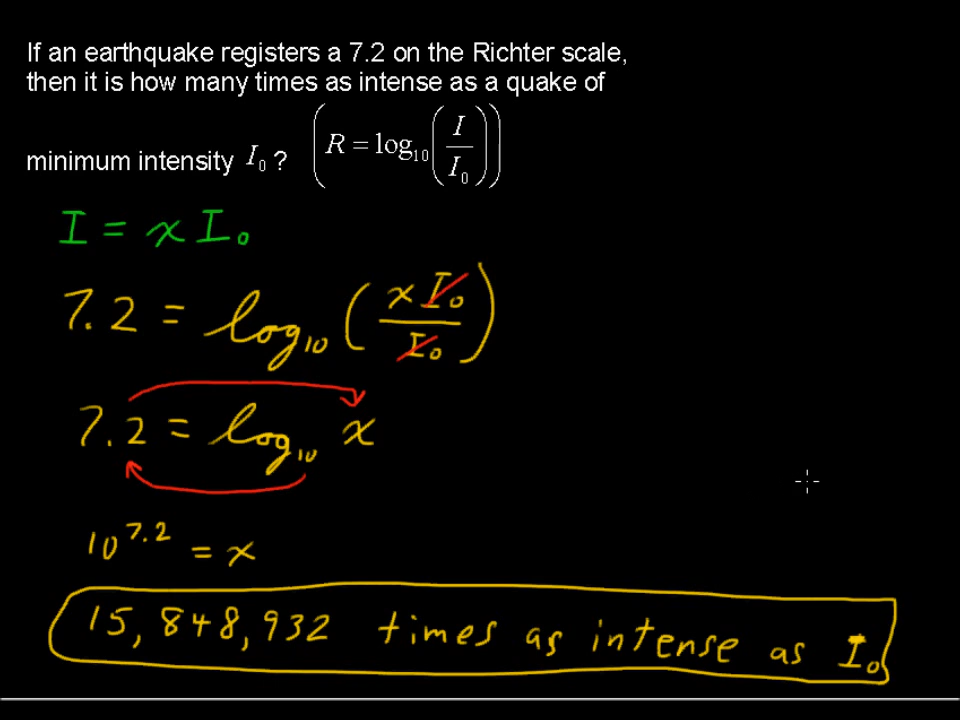 If an earthquake registers a 7.2 on the Richter scale,
then it is how many times as intense as a quake of
minimum intensity I₀ ? (R = log₁₀(I/I₀))
I = x I₀
7.2 = log₁₀ (x I₀/I₀)
7.2 = log₁₀ x
10^7.2 = x
15,848,932 times as intense as I₀